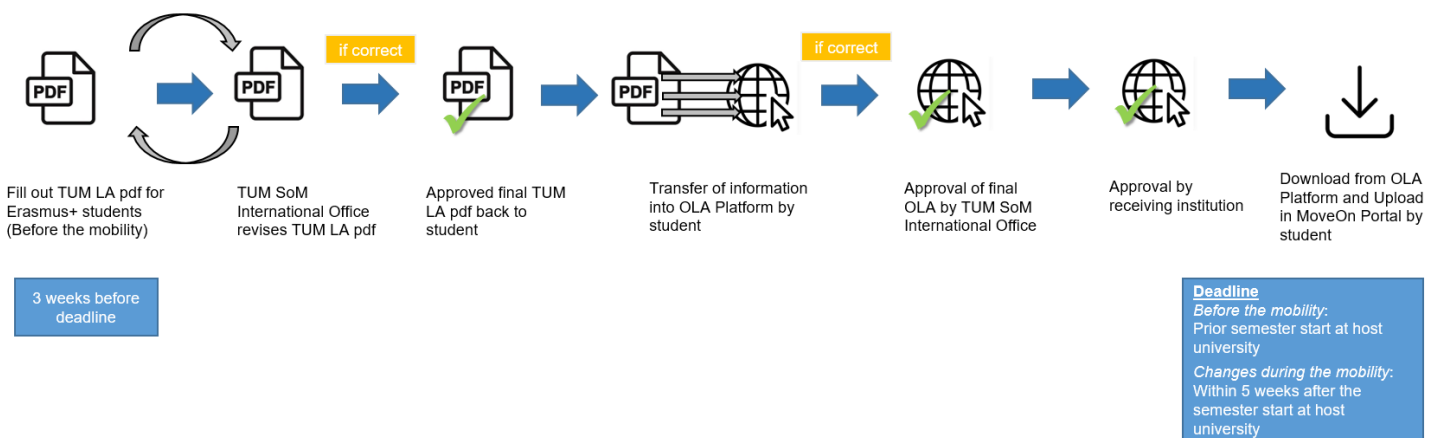 if correct
if correct
PDF
PDF
PDF
PDF
Fill out TUM LA pdf for
Erasmus+ students
(Before the mobility)
TUM SoM
International Office
revises TUM LA pdf
Approved final TUM
LA pdf back to
student
Transfer of information
into OLA Platform by
student
Approval of final
OLA by TUM SoM
International Office
Approval by
receiving institution
Download from OLA
Platform and Upload
in MoveOn Portal by
student
3 weeks before
deadline
Deadline
Before the mobility:
Prior semester start at host
university
Changes during the mobility:
Within 5 weeks after the
semester start at host
university